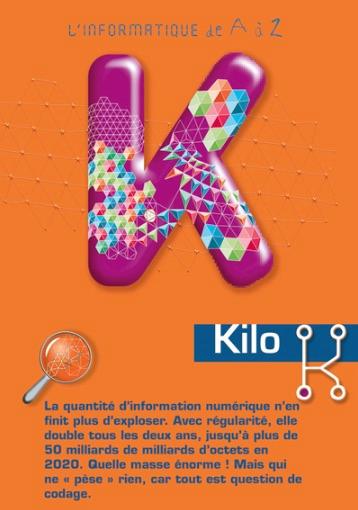 L'INFORMATIQUE de A à Z
K
Kilo
La quantité d'information numérique n'en
finit plus d'exploser. Avec régularité, elle
double tous les deux ans, jusqu'à plus de
50 milliards de milliards d'octets en
2020. Quelle masse énorme ! Mais qui
ne « pèse » rien, car tout est question de
codage.